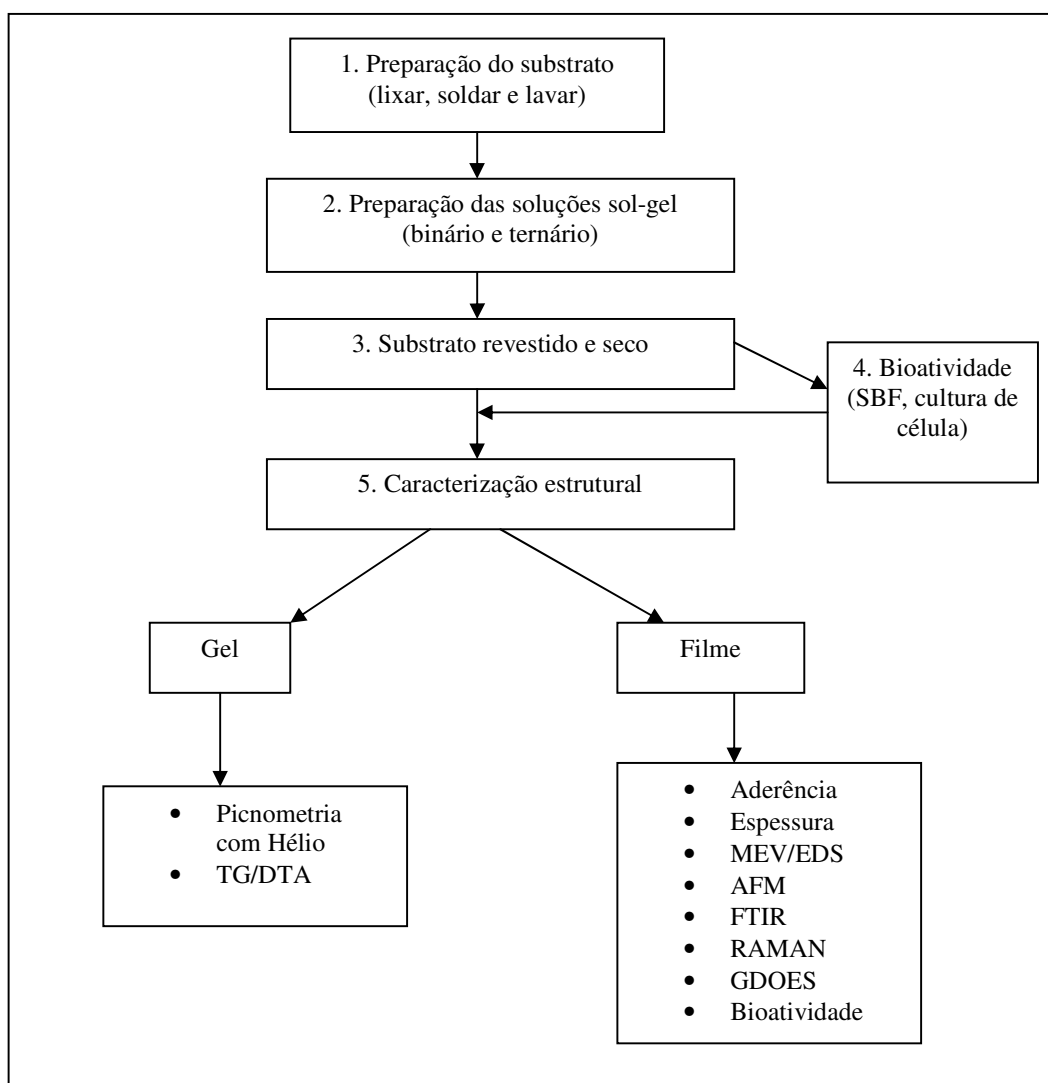 1. Preparação do substrato
(lixar, soldar e lavar)
2. Preparação das soluções sol-gel
(binário e ternário)
3. Substrato revestido e seco
4. Bioatividade
(SBF, cultura de
célula)
5. Caracterização estrutural
Gel
Filme
• Picnometria
com Hélio
• TG/DTA
• Aderência
• Espessura
• MEV/EDS
• AFM
• FTIR
• RAMAN
• GDOES
• Bioatividade